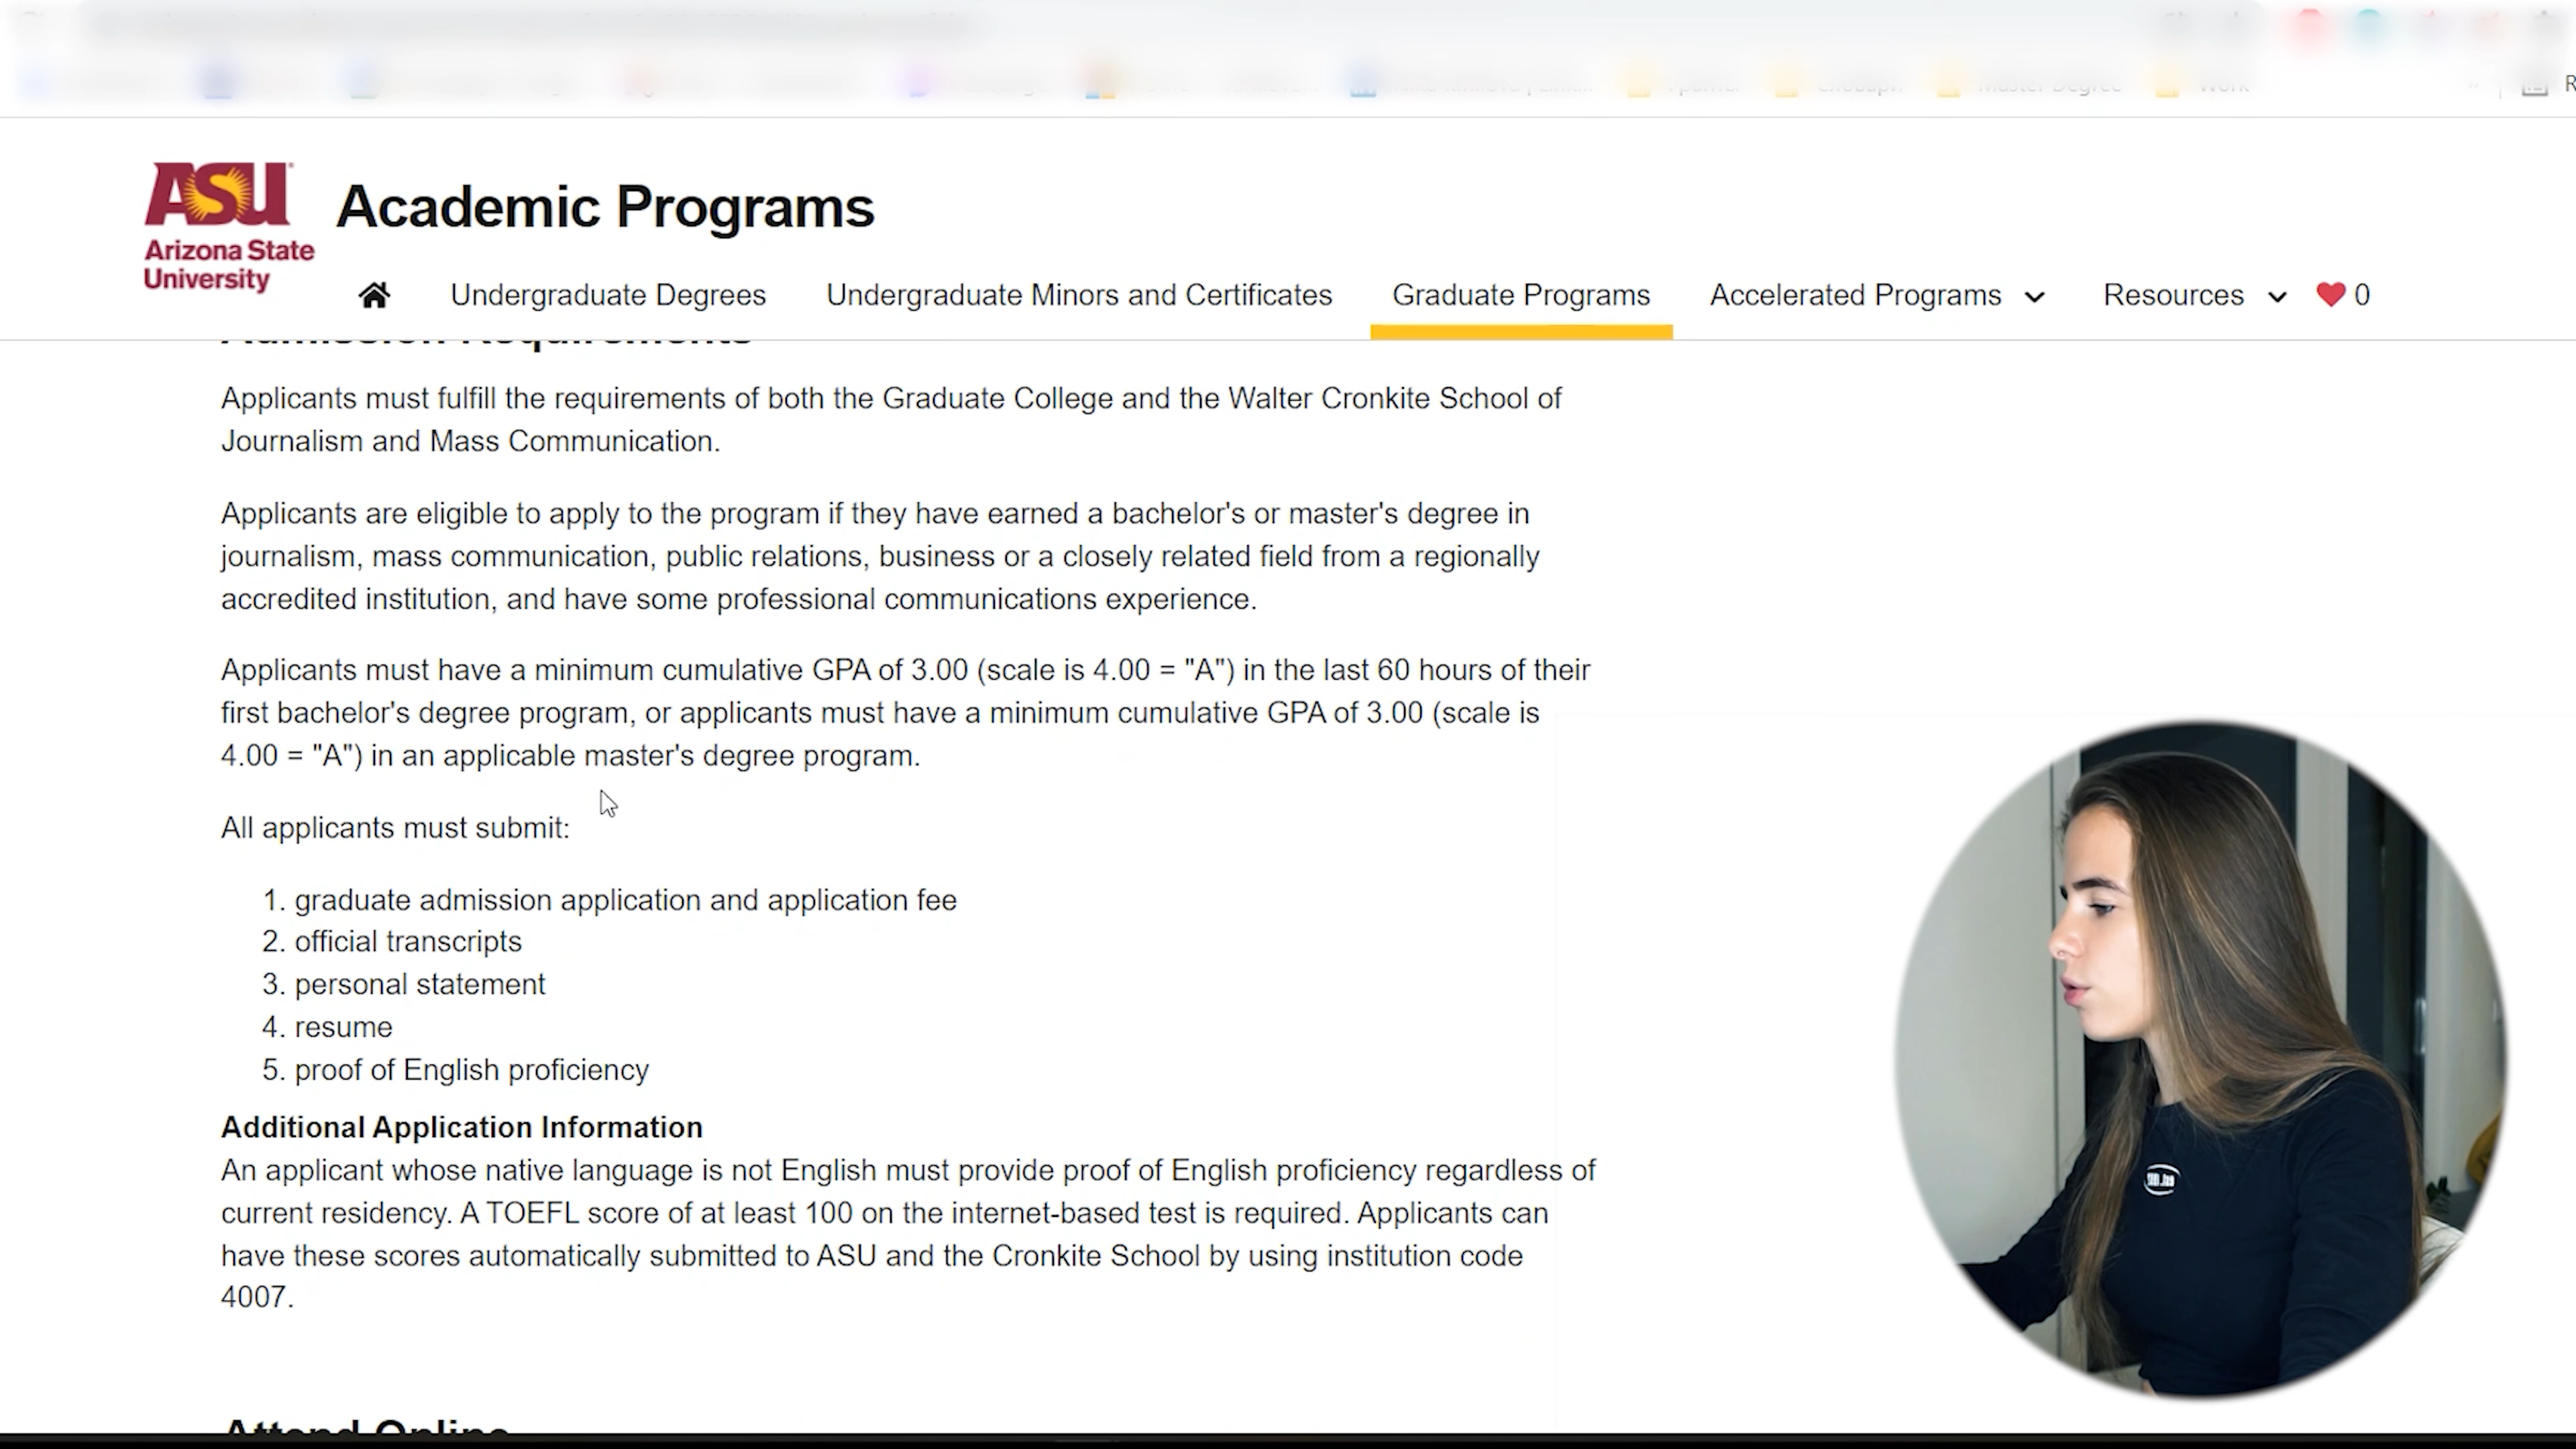 Master Degree
Work
ASU
Arizona State
University
Academic Programs
Undergraduate Degrees
Undergraduate Minors and Certificates
Graduate Programs
Accelerated Programs
Resources
0
Admission Requirements
Applicants must fulfill the requirements of both the Graduate College and the Walter Cronkite School of
Journalism and Mass Communication.
Applicants are eligible to apply to the program if they have earned a bachelor's or master's degree in
journalism, mass communication, public relations, business or a closely related field from a regionally
accredited institution, and have some professional communications experience.
Applicants must have a minimum cumulative GPA of 3.00 (scale is 4.00 = "A") in the last 60 hours of their
first bachelor's degree program, or applicants must have a minimum cumulative GPA of 3.00 (scale is
4.00 = "A") in an applicable master's degree program.
All applicants must submit:
1. graduate admission application and application fee
2. official transcripts
3. personal statement
4. resume
5. proof of English proficiency
Additional Application Information
An applicant whose native language is not English must provide proof of English proficiency regardless of
current residency. A TOEFL score of at least 100 on the internet-based test is required. Applicants can
have these scores automatically submitted to ASU and the Cronkite School by using institution code
4007.
Attend Online